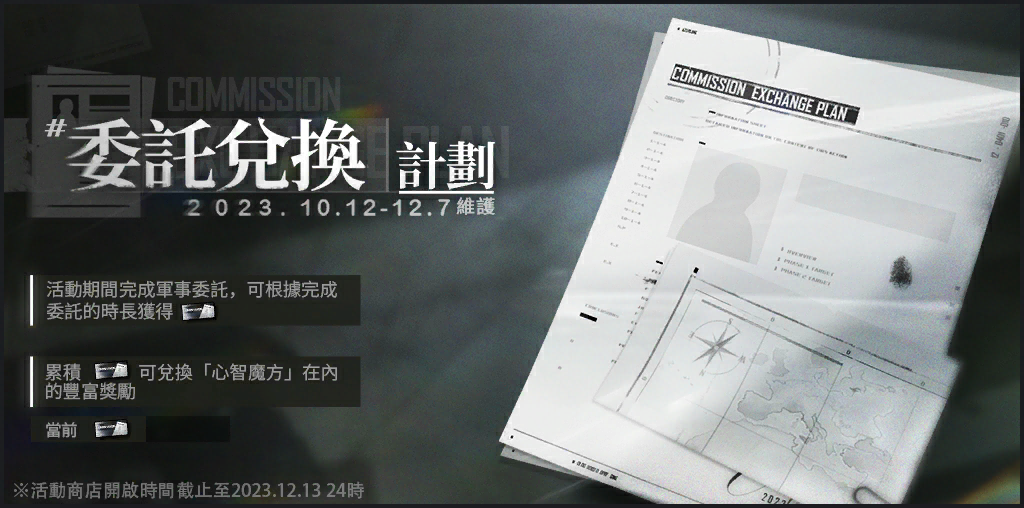 COMMISSION
PLAN
#委託兌換 計劃
2023. 10.12-12.7維護
活動期間完成軍事委託，可根據完成
委託的時長獲得
累積 可兌換「心智魔方」在內
的豐富獎勵
當前
※活動商店開啟時間截止至2023.12.13 24時
COMMISSION EXCHANGE PLAN